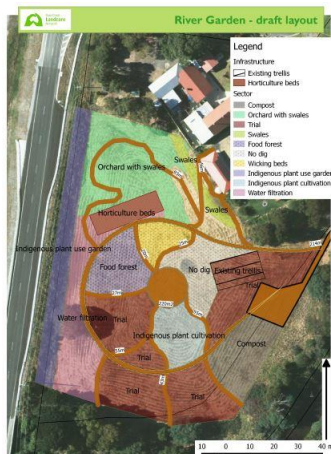 River Garden - draft layout
Landcare
Legend
Infrastructure
Existing trellis
Horticulture beds
Sector
Compost
Orchard with swales
Trial
Swales
Food forest
No dig
Wicking beds
Indigenous plant use garden
Indigenous plant cultivation
Water filtration
Swales
Orchard with swales
Swales
Horticulture beds
Indigenous plant use garden
Food forest
No dig
Existing trellis
Trial
Water filtration
Trial
Indigenous plant cultivation
Compost
Trial
Trial
Trial
10 0 10 20 30 40 m